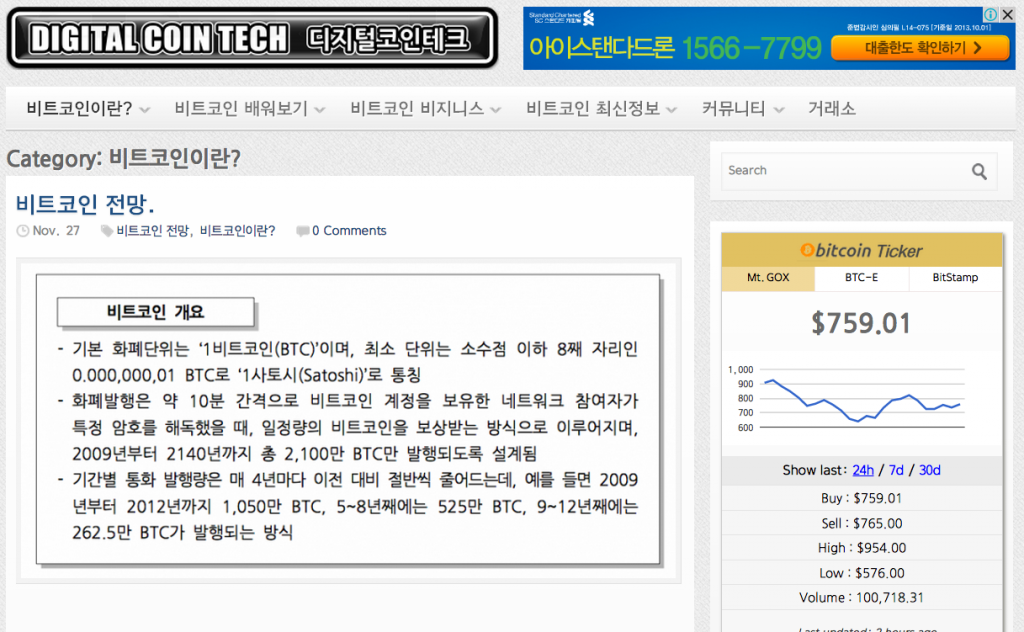 DIGITAL COIN TECH 디지털코인테크
Standard Chartered
SC 스탠다드 캐피탈
준법감시인 심의필 L14-075 [기준일 2013.10.01]
아이스탠다드론 1566-7799 대출한도 확인하기
비트코인이란? 비트코인 배워보기 비트코인 비지니스 비트코인 최신정보 커뮤니티 거래소
Category: 비트코인이란?
비트코인 전망.
Nov. 27 비트코인 전망, 비트코인이란? 0 Comments
비트코인 개요
- 기본 화폐단위는 ‘1비트코인(BTC)’이며, 최소 단위는 소수점 이하 8째 자리인
0.000,000,01 BTC로 ‘1사토시(Satoshi)’로 통칭
- 화폐발행은 약 10분 간격으로 비트코인 계정을 보유한 네트워크 참여자가
특정 암호를 해독했을 때, 일정량의 비트코인을 보상받는 방식으로 이루어지며,
2009년부터 2140년까지 총 2,100만 BTC만 발행되도록 설계됨
- 기간별 통화 발행량은 매 4년마다 이전 대비 절반씩 줄어드는데, 예를 들면 2009
년부터 2012년까지 1,050만 BTC, 5~8년째에는 525만 BTC, 9~12년째에는
262.5만 BTC가 발행되는 방식
Search
bitcoin Ticker
Mt. GOX BTC-E BitStamp
$759.01
1,000
900
800
700
600
Show last: 24h / 7d / 30d
Buy : $759.01
Sell : $765.00
High : $954.00
Low : $576.00
Volume : 100,718.31
Last updated: 2 hours ago